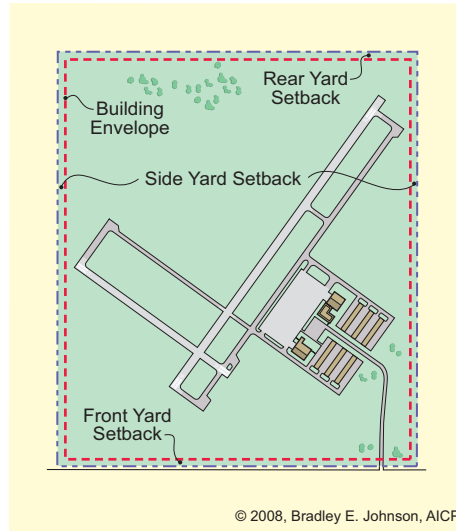 Rear Yard
Setback
Building
Envelope
Side Yard Setback
Front Yard
Setback
© 2008, Bradley E. Johnson, AICP